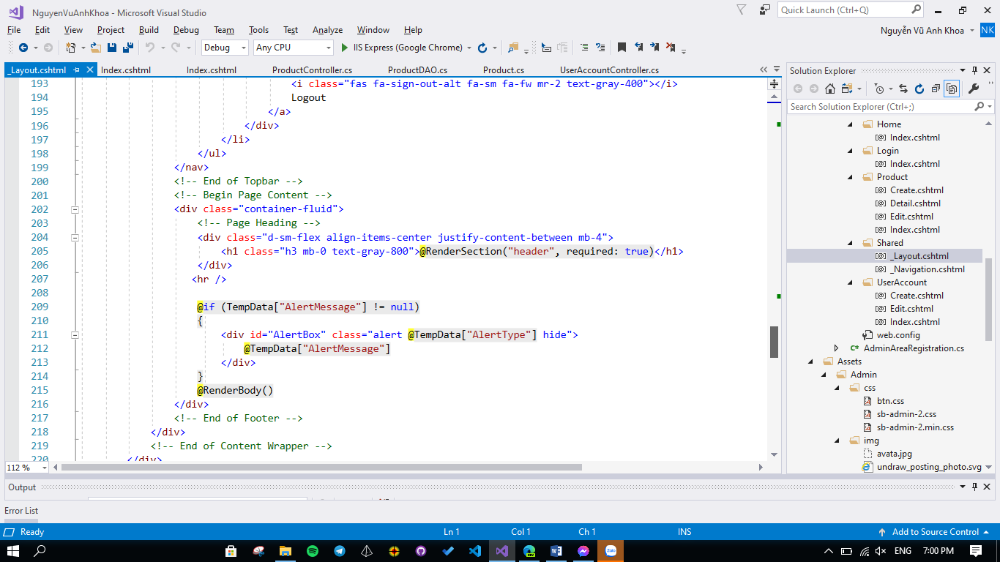 NguyenVuAnhKhoa - Microsoft Visual Studio
Quick Launch (Ctrl+Q)
File Edit View Project Build Debug Team Tools Test Analyze Window Help
Nguyễn Vũ Anh Khoa NK
Debug Any CPU IIS Express (Google Chrome)
_Layout.cshtml Index.cshtml Index.cshtml ProductController.cs ProductDAO.cs Product.cs UserAccountController.cs
193 <i class="fas fa-sign-out-alt fa-sm fa-fw mr-2 text-gray-400"></i>
194 Logout
195 </a>
196 </div>
197 </li>
198 </ul>
199 </nav>
200 <!-- End of Topbar -->
201 <!-- Begin Page Content -->
202 <div class="container-fluid">
203 <!-- Page Heading -->
204 <div class="d-sm-flex align-items-center justify-content-between mb-4">
205 <h1 class="h3 mb-0 text-gray-800">@RenderSection("header", required: true)</h1>
206 </div>
207 <hr />
208
209 @if (TempData["AlertMessage"] != null)
210 {
211 <div id="AlertBox" class="alert @TempData["AlertType"] hide">
212 @TempData["AlertMessage"]
213 </div>
214 }
215 @RenderBody()
216 </div>
217 <!-- End of Footer -->
218 </div>
219 <!-- End of Content Wrapper -->
220 </div>
112 %
Solution Explorer
Search Solution Explorer (Ctrl+;)
Home
Index.cshtml
Login
Index.cshtml
Product
Create.cshtml
Detail.cshtml
Edit.cshtml
Index.cshtml
Shared
_Layout.cshtml
_Navigation.cshtml
UserAccount
Create.cshtml
Edit.cshtml
Index.cshtml
web.config
C# AdminAreaRegistration.cs
Assets
Admin
css
btn.css
sb-admin-2.css
sb-admin-2.min.css
img
avata.jpg
undraw_posting_photo.svg
Output
Error List
Ready Ln 1 Col 1 Ch 1 INS Add to Source Control
DEV Zalo ENG 7:00 PM